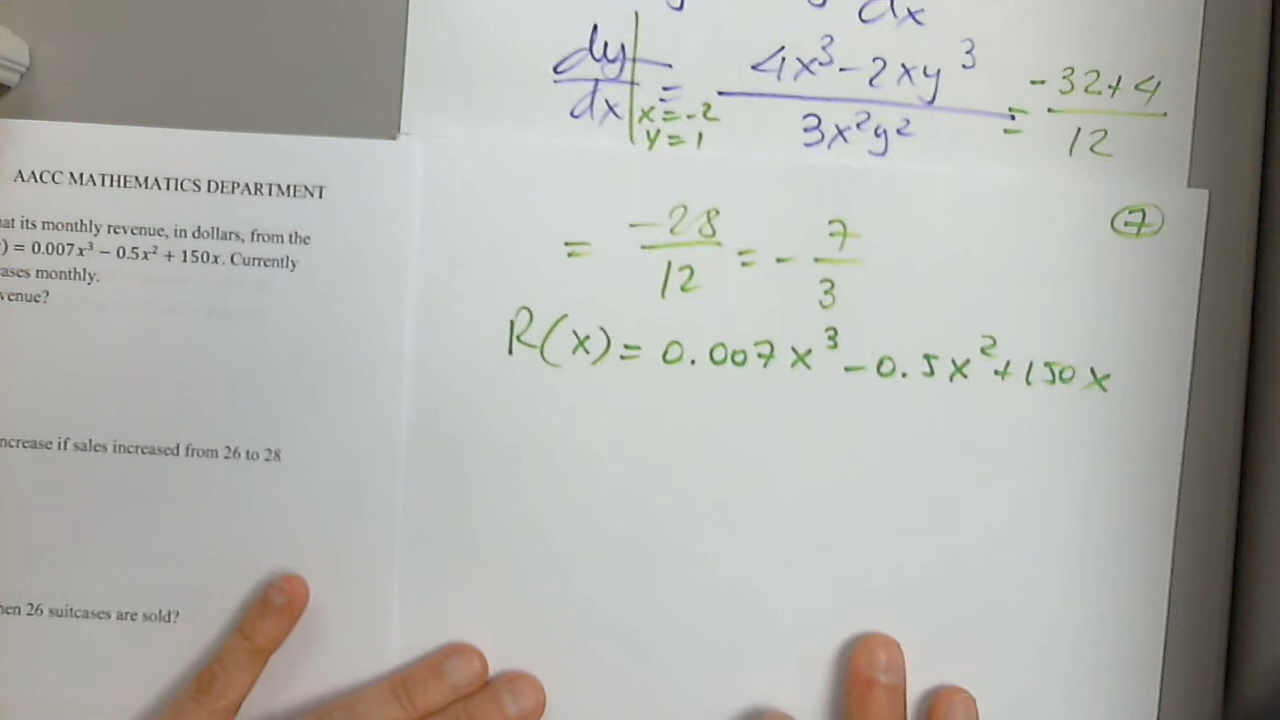 dx
dy/dx | x=-2 y=1 = (4x³-2xy³)/(3x²y²) = (-32+4)/12
AACC MATHEMATICS DEPARTMENT
at its monthly revenue, in dollars, from the
) = 0.007x³ − 0.5x² + 150x. Currently
ases monthly.
venue?
ncrease if sales increased from 26 to 28
en 26 suitcases are sold?
7
= -28/12 = -7/3
R(x)= 0.007x³-0.5x²+150x